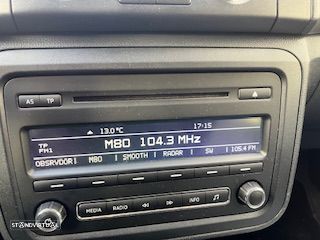 AS TP
13.0°C 17:15
TP
FM1
M80 104.3 MHz
OBSRVDOR M80 SMOOTH RADAR SW 105.4 FM
MEDIA RADIO INFO
standvirtual